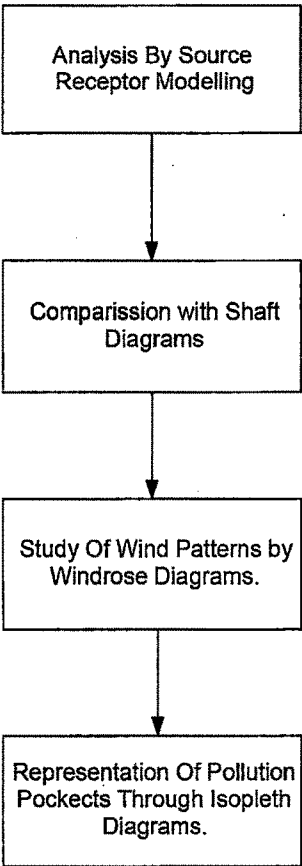 Analysis By Source
Receptor Modelling
Comparission with Shaft
Diagrams
Study Of Wind Patterns by
Windrose Diagrams.
Representation Of Pollution
Pockects Through Isopleth
Diagrams.